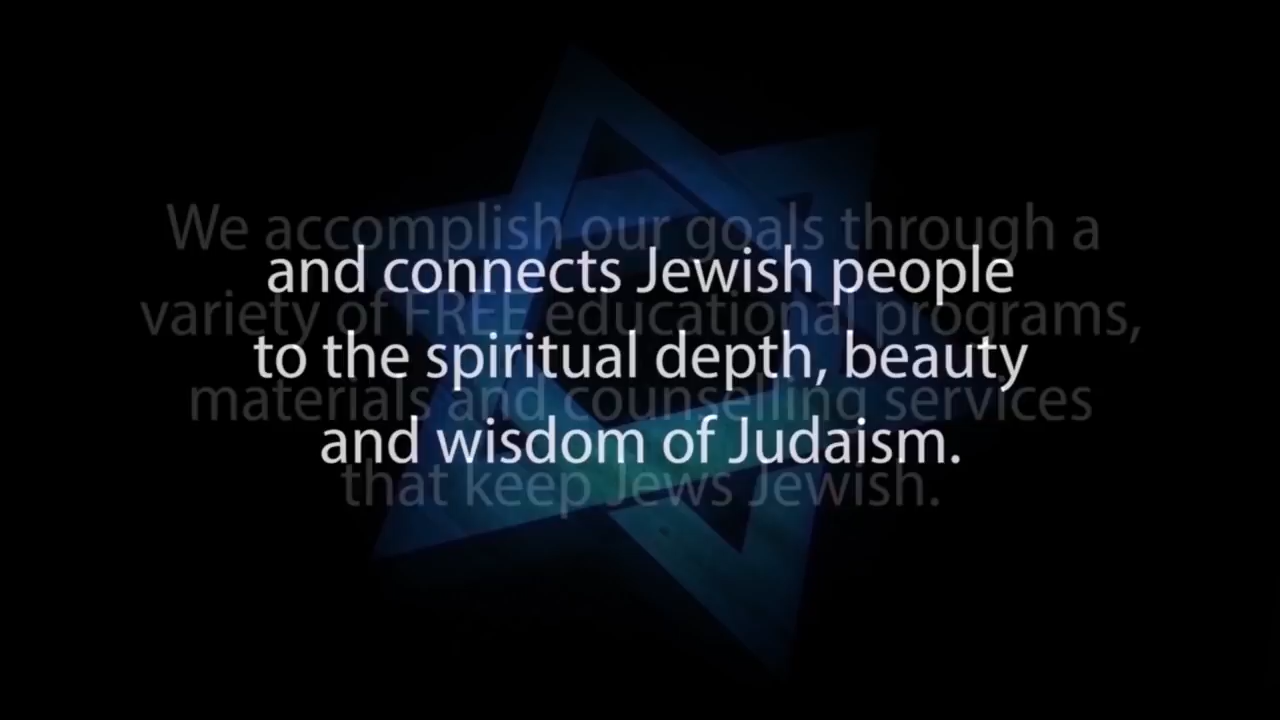 and connects Jewish people
to the spiritual depth, beauty
and wisdom of Judaism.
We accomplish our goals through a
variety of FREE educational programs,
materials and counselling services
that keep Jews Jewish.